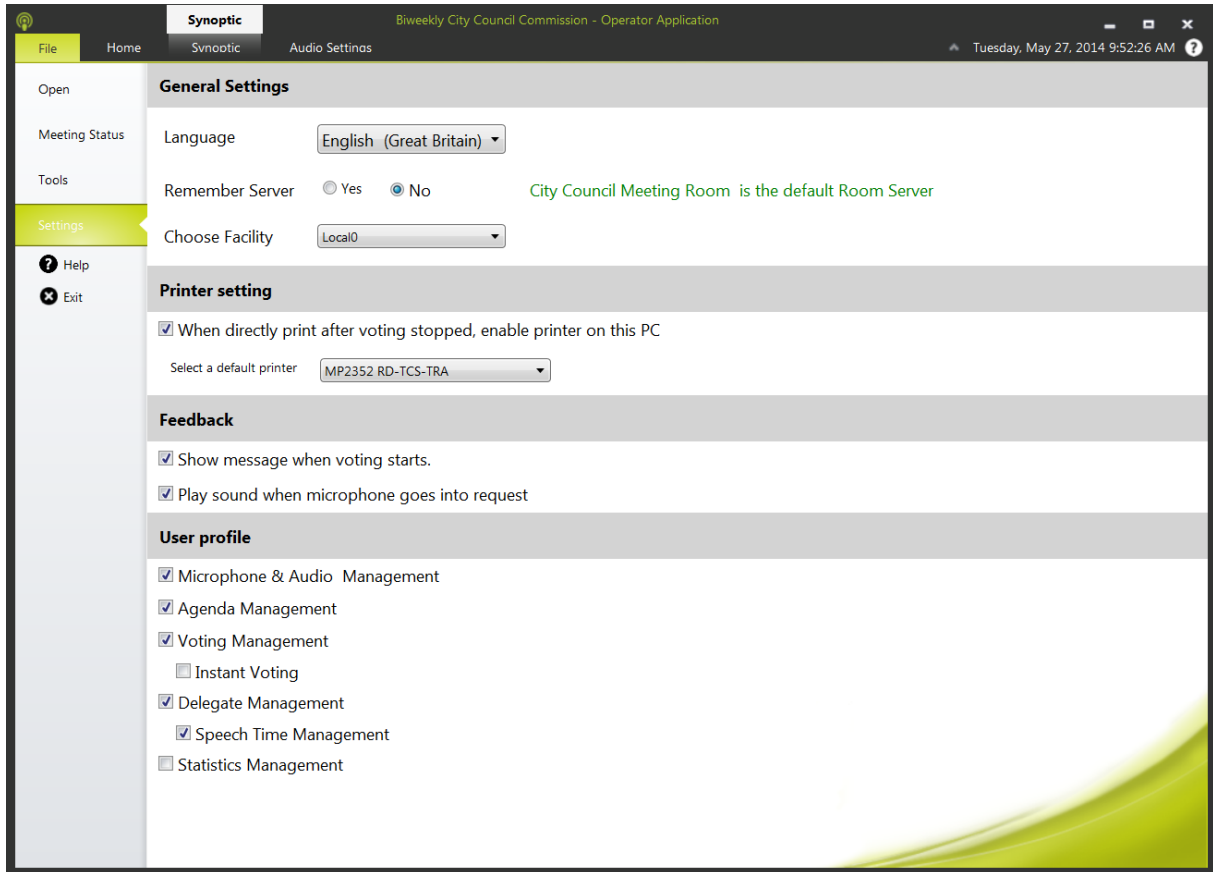 Synoptic
Biweekly City Council Commission - Operator Application
File Home Synoptic Audio Settings Tuesday, May 27, 2014 9:52:26 AM ?
Open
Meeting Status
Tools
Settings
? Help
Exit
General Settings
Language English (Great Britain)
Remember Server Yes No City Council Meeting Room is the default Room Server
Choose Facility Local0
Printer setting
When directly print after voting stopped, enable printer on this PC
Select a default printer MP2352 RD-TCS-TRA
Feedback
Show message when voting starts.
Play sound when microphone goes into request
User profile
Microphone & Audio Management
Agenda Management
Voting Management
Instant Voting
Delegate Management
Speech Time Management
Statistics Management